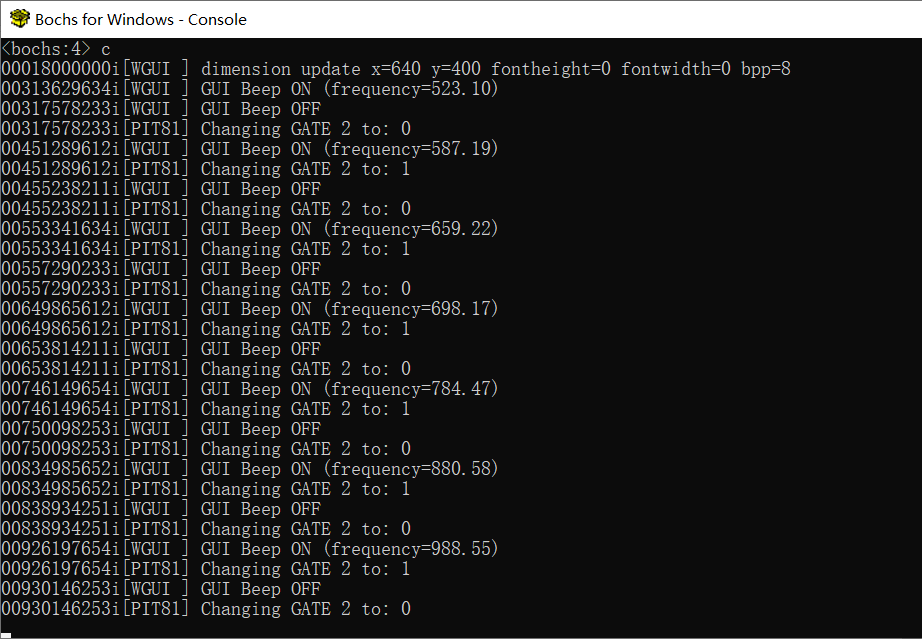 Bochs for Windows - Console
<bochs:4> c
00018000000i[WGUI ] dimension update x=640 y=400 fontheight=0 fontwidth=0 bpp=8
00313629634i[WGUI ] GUI Beep ON (frequency=523.10)
00317578233i[WGUI ] GUI Beep OFF
00317578233i[PIT81] Changing GATE 2 to: 0
00451289612i[WGUI ] GUI Beep ON (frequency=587.19)
00451289612i[PIT81] Changing GATE 2 to: 1
00455238211i[WGUI ] GUI Beep OFF
00455238211i[PIT81] Changing GATE 2 to: 0
00553341634i[WGUI ] GUI Beep ON (frequency=659.22)
00553341634i[PIT81] Changing GATE 2 to: 1
00557290233i[WGUI ] GUI Beep OFF
00557290233i[PIT81] Changing GATE 2 to: 0
00649865612i[WGUI ] GUI Beep ON (frequency=698.17)
00649865612i[PIT81] Changing GATE 2 to: 1
00653814211i[WGUI ] GUI Beep OFF
00653814211i[PIT81] Changing GATE 2 to: 0
00746149654i[WGUI ] GUI Beep ON (frequency=784.47)
00746149654i[PIT81] Changing GATE 2 to: 1
00750098253i[WGUI ] GUI Beep OFF
00750098253i[PIT81] Changing GATE 2 to: 0
00834985652i[WGUI ] GUI Beep ON (frequency=880.58)
00834985652i[PIT81] Changing GATE 2 to: 1
00838934251i[WGUI ] GUI Beep OFF
00838934251i[PIT81] Changing GATE 2 to: 0
00926197654i[WGUI ] GUI Beep ON (frequency=988.55)
00926197654i[PIT81] Changing GATE 2 to: 1
00930146253i[WGUI ] GUI Beep OFF
00930146253i[PIT81] Changing GATE 2 to: 0